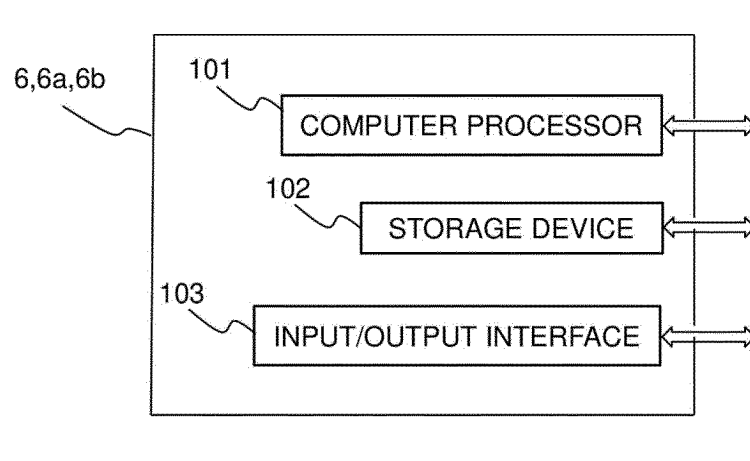 6,6a,6b
101
COMPUTER PROCESSOR
102
STORAGE DEVICE
103
INPUT/OUTPUT INTERFACE